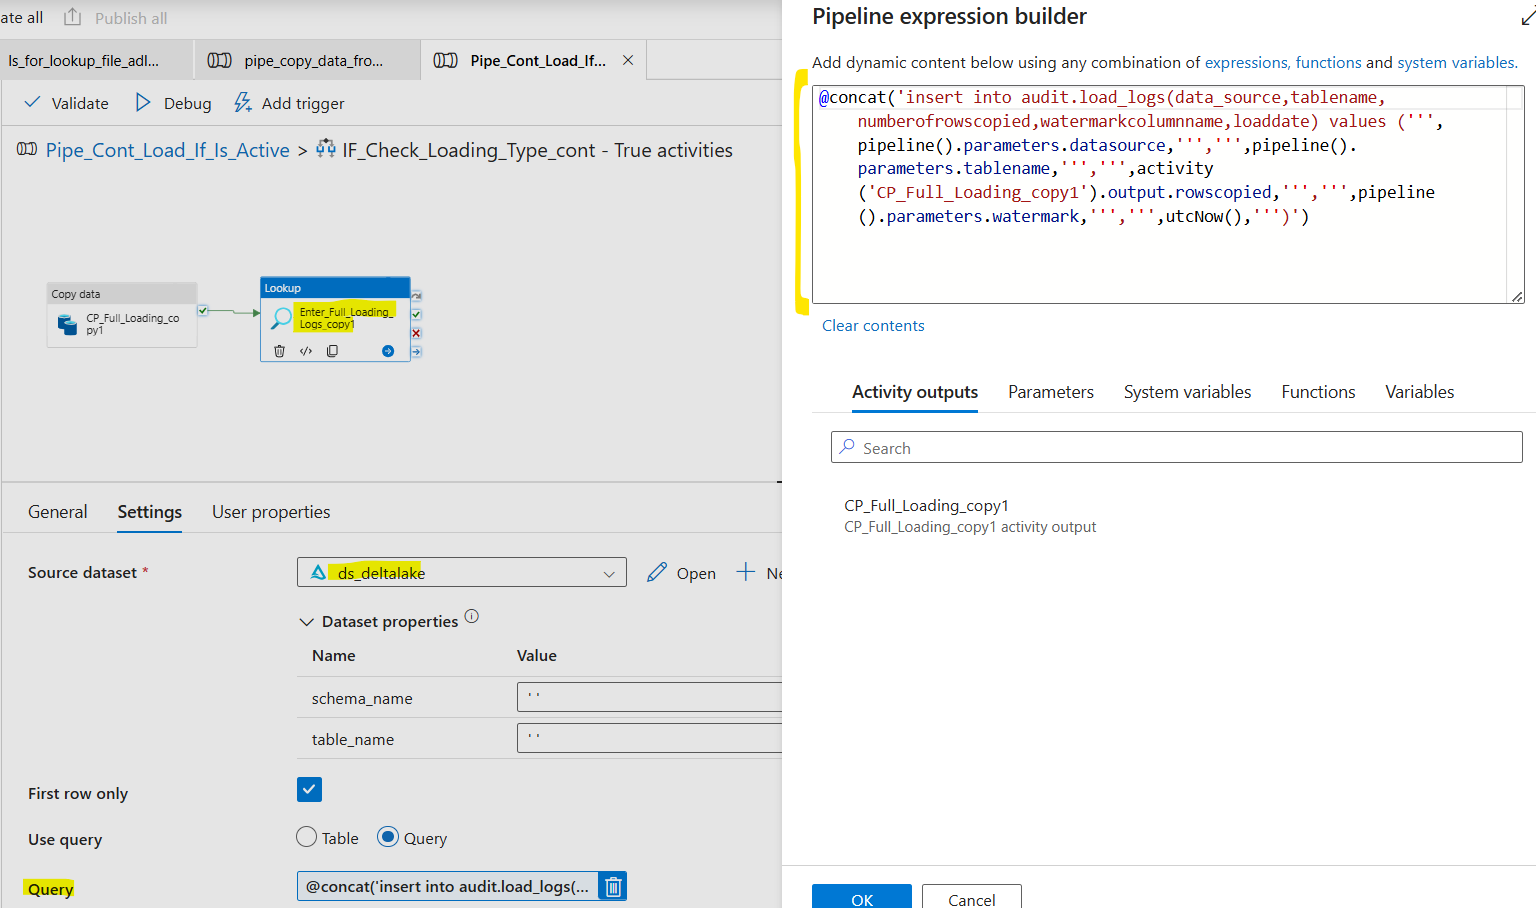 ate all
Publish all
ls_for_lookup_file_adl...
pipe_copy_data_fro...
Pipe_Cont_Load_If...
Validate
Debug
Add trigger
Pipe_Cont_Load_If_Is_Active > IF_Check_Loading_Type_cont - True activities
Copy data
CP_Full_Loading_co
py1
Lookup
Enter_Full_Loading_
Logs_copy1
General
Settings
User properties
Source dataset *
ds_deltalake
Open
Ne
Dataset properties
Name
Value
schema_name
' '
table_name
' '
First row only
Use query
Table
Query
Query
@concat('insert into audit.load_logs(...
Pipeline expression builder
Add dynamic content below using any combination of expressions, functions and system variables.
@concat('insert into audit.load_logs(data_source,tablename,
numberofrowscopied,watermarkcolumnname,loaddate) values (''',
pipeline().parameters.datasource,''',''',pipeline().
parameters.tablename,''',''',activity
('CP_Full_Loading_copy1').output.rowscopied,''',''',pipeline
().parameters.watermark,''',''',utcNow(),''')')
Clear contents
Activity outputs
Parameters
System variables
Functions
Variables
Search
CP_Full_Loading_copy1
CP_Full_Loading_copy1 activity output
OK
Cancel